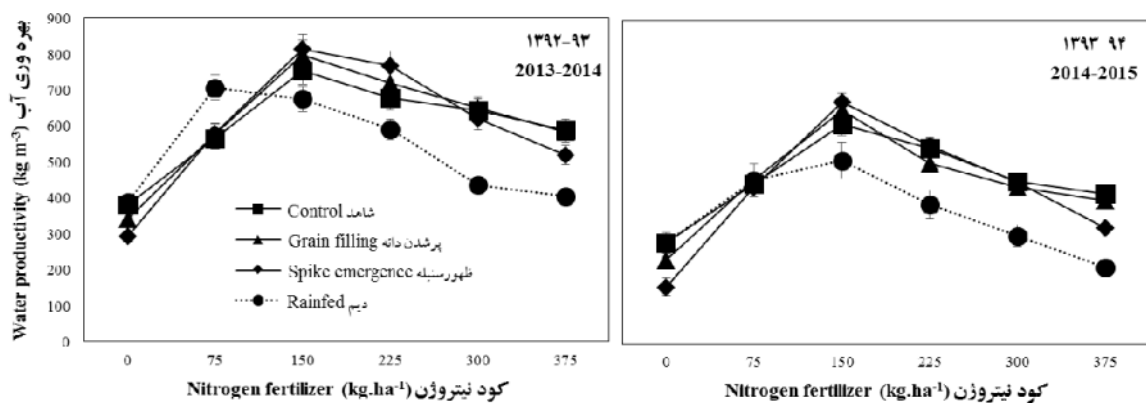 بهره وری آب Water productivity (kg m⁻³)
900
800
700
600
500
400
300
200
100
0
۱۳۹۲-۹۳
2013-2014
Control شاهد
Grain filling پرشدن دانه
Spike emergence ظهورسنبله
Rainfed دیم
0 75 150 225 300 375
Nitrogen fertilizer (kg.ha⁻¹) کود نیتروژن
۱۳۹۳ ۹۴
2014-2015
0 75 150 225 300 375
Nitrogen fertilizer (kg.ha⁻¹) کود نیتروژن